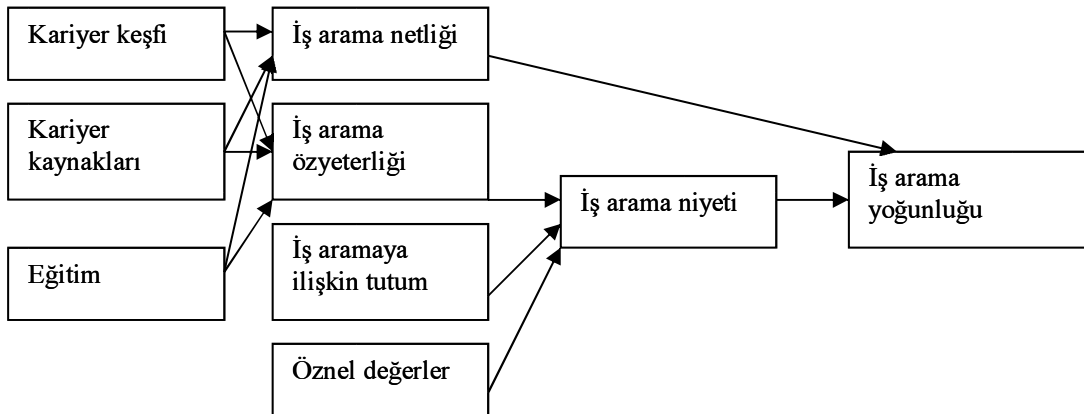 Kariyer keşfi
İş arama netliği
Kariyer
kaynakları
İş arama
özyeterliği
İş arama
yoğunluğu
İş arama niyeti
Eğitim
İş aramaya
ilişkin tutum
Öznel değerler